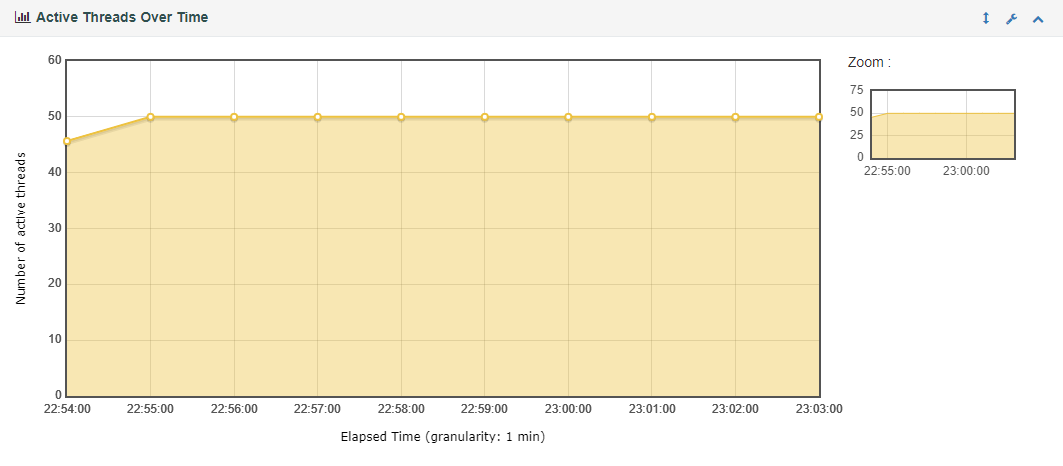 Active Threads Over Time
Zoom :
60
50
40
30
20
10
0
Number of active threads
22:54:00 22:55:00 22:56:00 22:57:00 22:58:00 22:59:00 23:00:00 23:01:00 23:02:00 23:03:00
Elapsed Time (granularity: 1 min)
75
50
25
0
22:55:00 23:00:00